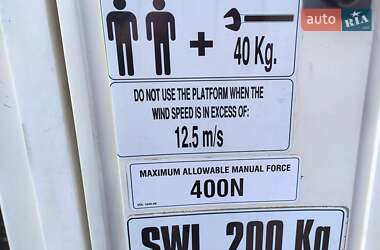 auto RIA
.com
+ 40 Kg.
DO NOT USE THE PLATFORM WHEN THE
WIND SPEED IS IN EXCESS OF:
12.5 m/s
MAXIMUM ALLOWABLE MANUAL FORCE
400N
SWL 200 Kg